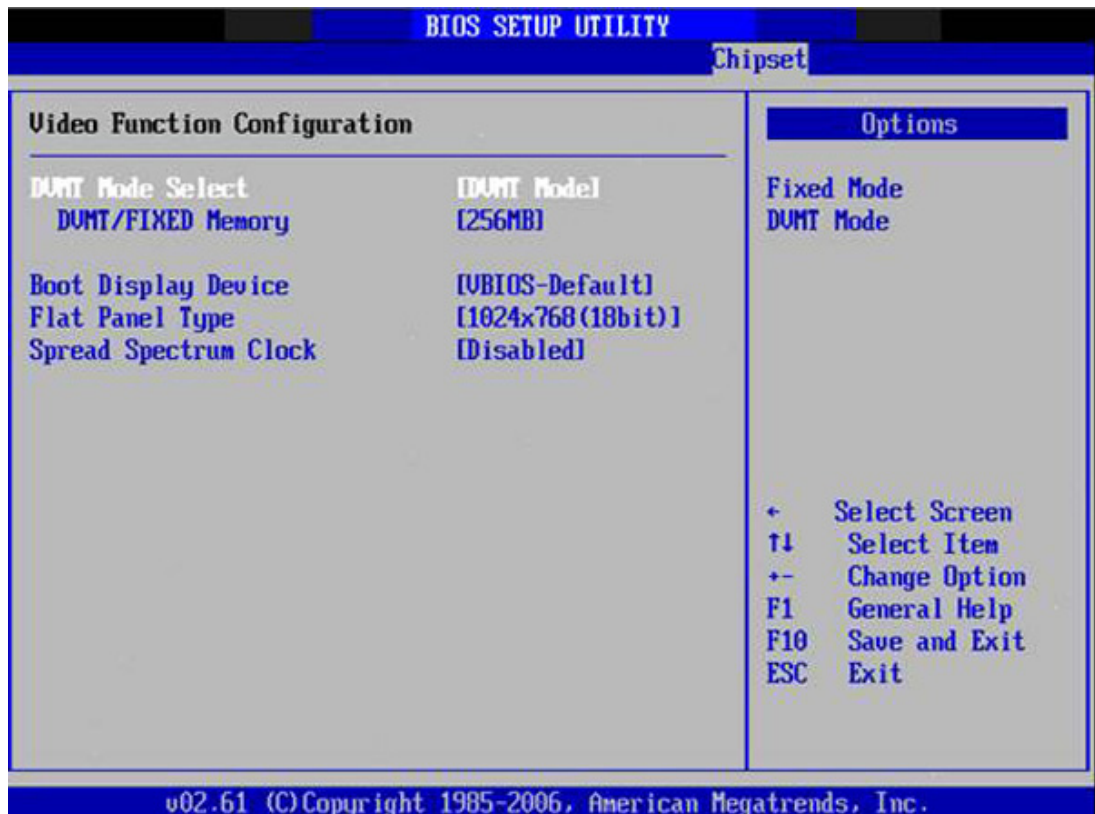 BIOS SETUP UTILITY
Chipset
Video Function Configuration
DVMT Mode Select [DVMT Mode]
DVMT/FIXED Memory [256MB]
Boot Display Device [VBIOS-Default]
Flat Panel Type [1024x768(18bit)]
Spread Spectrum Clock [Disabled]
Options
Fixed Mode
DVMT Mode
← Select Screen
↑↓ Select Item
+- Change Option
F1 General Help
F10 Save and Exit
ESC Exit
v02.61 (C)Copyright 1985-2006, American Megatrends, Inc.